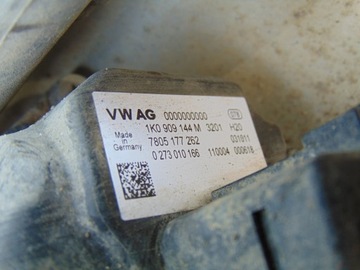 VW AG 0000000000
1K0 909 144 M 3201 H20
Made in Germany
7805 177 262 031911
0 273 010 166 110004 000618